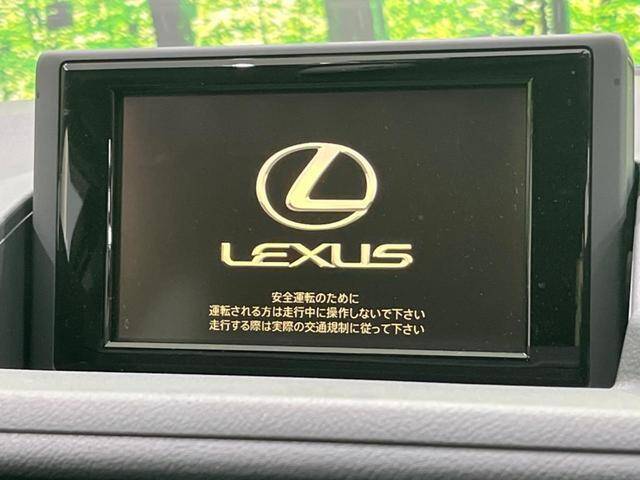 LEXUS
安全運転のために
運転される方は走行中に操作しないで下さい
走行する際は実際の交通規制に従って下さい